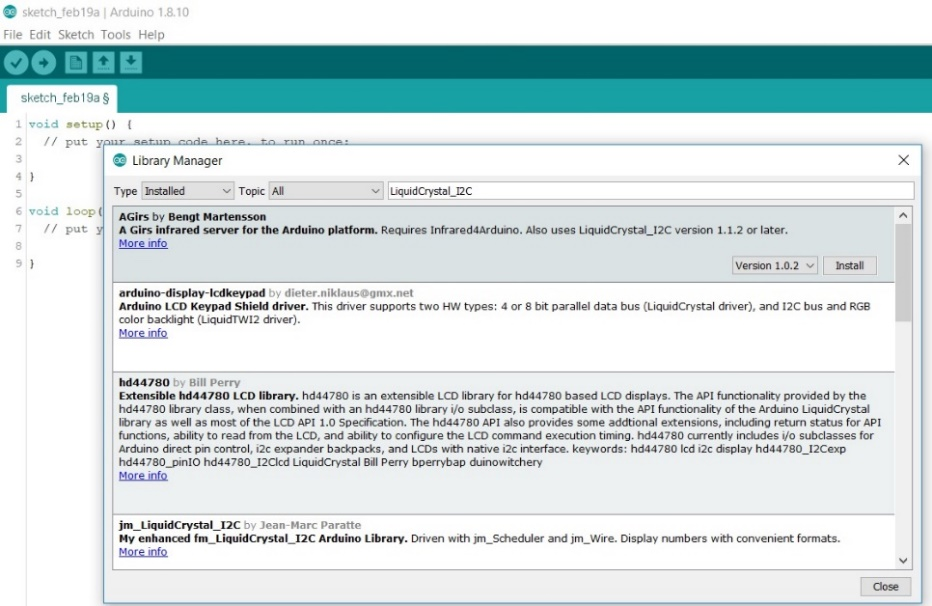 sketch_feb19a | Arduino 1.8.10
File Edit Sketch Tools Help
sketch_feb19a §
1 void setup() {
2 // put your setup code here, to run once:
3
4 }
5
6 void loop(
7 // put y
8
9 }
Library Manager
Type Installed Topic All LiquidCrystal_I2C
AGirs by Bengt Martensson
A Girs infrared server for the Arduino platform. Requires Infrared4Arduino. Also uses LiquidCrystal_I2C version 1.1.2 or later.
More info
Version 1.0.2 Install
arduino-display-lcdkeypad by dieter.niklaus@gmx.net
Arduino LCD Keypad Shield driver. This driver supports two HW types: 4 or 8 bit parallel data bus (LiquidCrystal driver), and I2C bus and RGB
color backlight (LiquidTWI2 driver).
More info
hd44780 by Bill Perry
Extensible hd44780 LCD library. hd44780 is an extensible LCD library for hd44780 based LCD displays. The API functionality provided by the
hd44780 library class, when combined with an hd44780 library i/o subclass, is compatible with the API functionality of the Arduino LiquidCrystal
library as well as most of the LCD API 1.0 Specification. The hd44780 API also provides some addtional extensions, including return status for API
functions, ability to read from the LCD, and ability to configure the LCD command execution timing. hd44780 currently includes i/o subclasses for
Arduino direct pin control, i2c expander backpacks, and LCDs with native i2c interface. keywords: hd44780 lcd i2c display hd44780_I2Cexp
hd44780_pinIO hd44780_I2Clcd LiquidCrystal Bill Perry bperrybap duinowitchery
More info
jm_LiquidCrystal_I2C by Jean-Marc Paratte
My enhanced fm_LiquidCrystal_I2C Arduino Library. Driven with jm_Scheduler and jm_Wire. Display numbers with convenient formats.
More info
Close